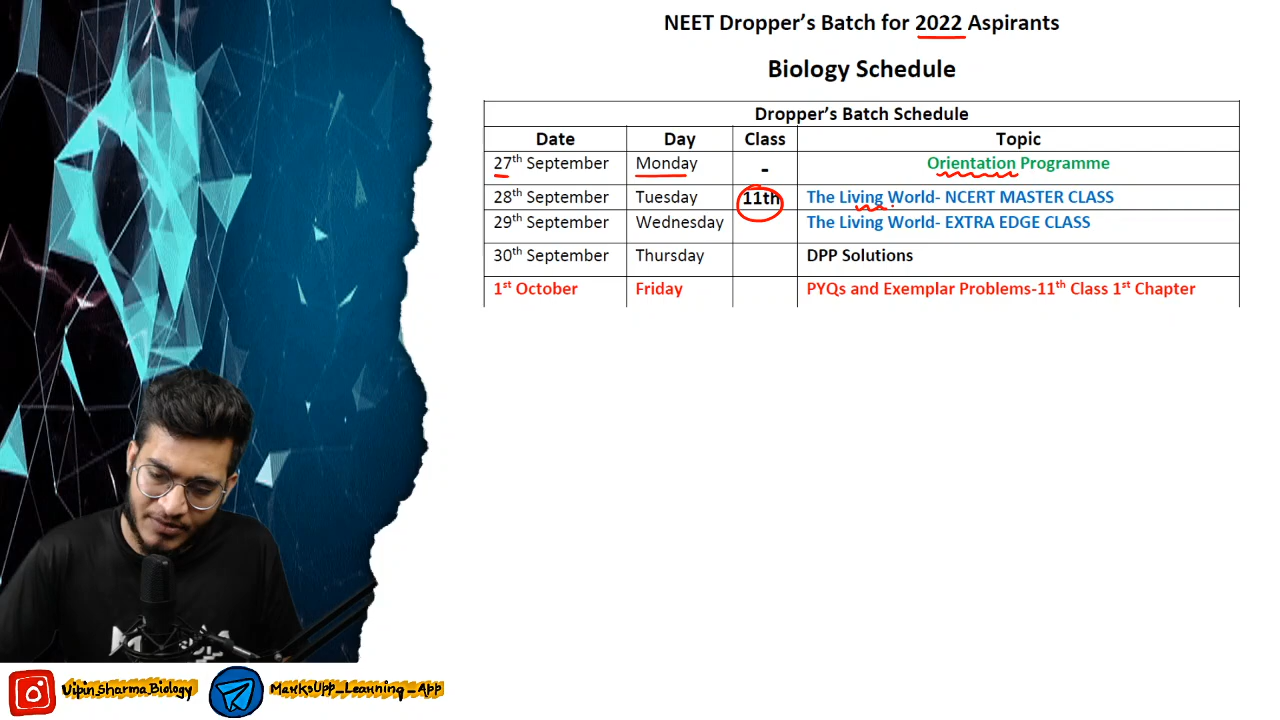 NEET Dropper's Batch for 2022 Aspirants
Biology Schedule
Dropper's Batch Schedule
Date Day Class Topic
27th September Monday - Orientation Programme
28th September Tuesday 11th The Living World- NCERT MASTER CLASS
29th September Wednesday The Living World- EXTRA EDGE CLASS
30th September Thursday DPP Solutions
1st October Friday PYQs and Exemplar Problems-11th Class 1st Chapter
Vipin_Sharma_Biology
MarksUpp_Learning_App